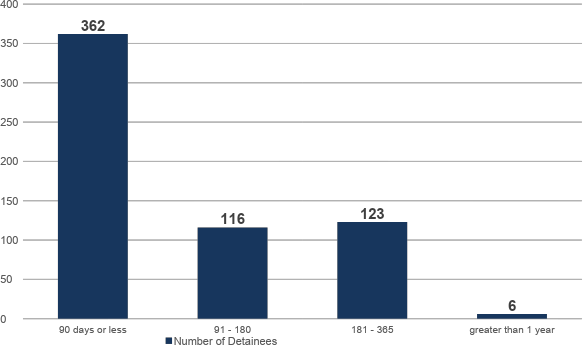 400
362
350
300
250
200
150
116
123
100
50
6
0
90 days or less
91 - 180
181 - 365
greater than 1 year
Number of Detainees